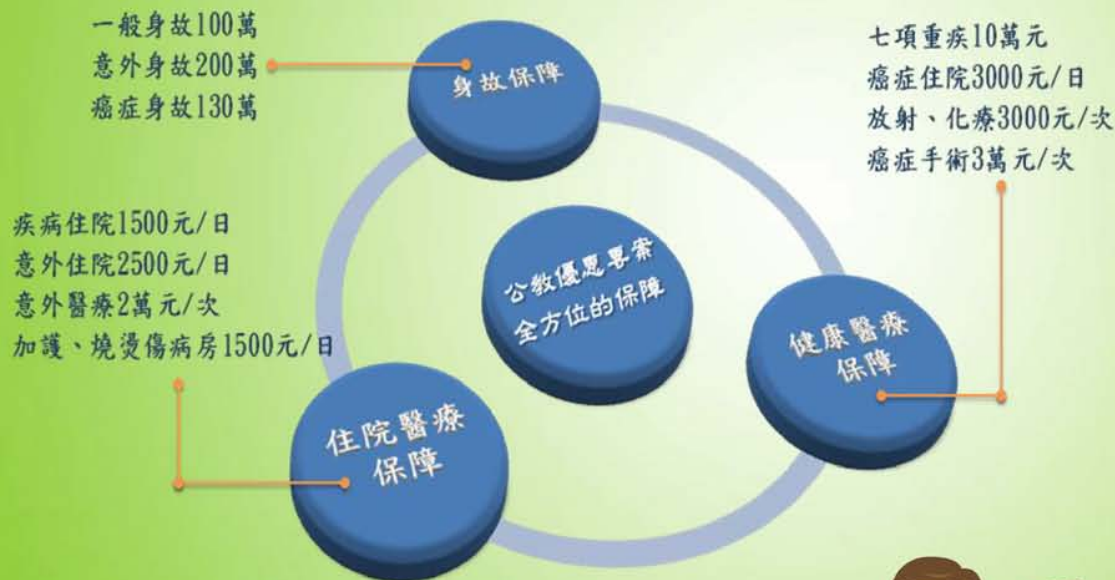 一般身故100萬
意外身故200萬
癌症身故130萬
身故保障
七項重疾10萬元
癌症住院3000元/日
放射、化療3000元/次
癌症手術3萬元/次
疾病住院1500元/日
意外住院2500元/日
意外醫療2萬元/次
加護、燒燙傷病房1500元/日
公教優惠專案
全方位的保障
健康醫療
保障
住院醫療
保障